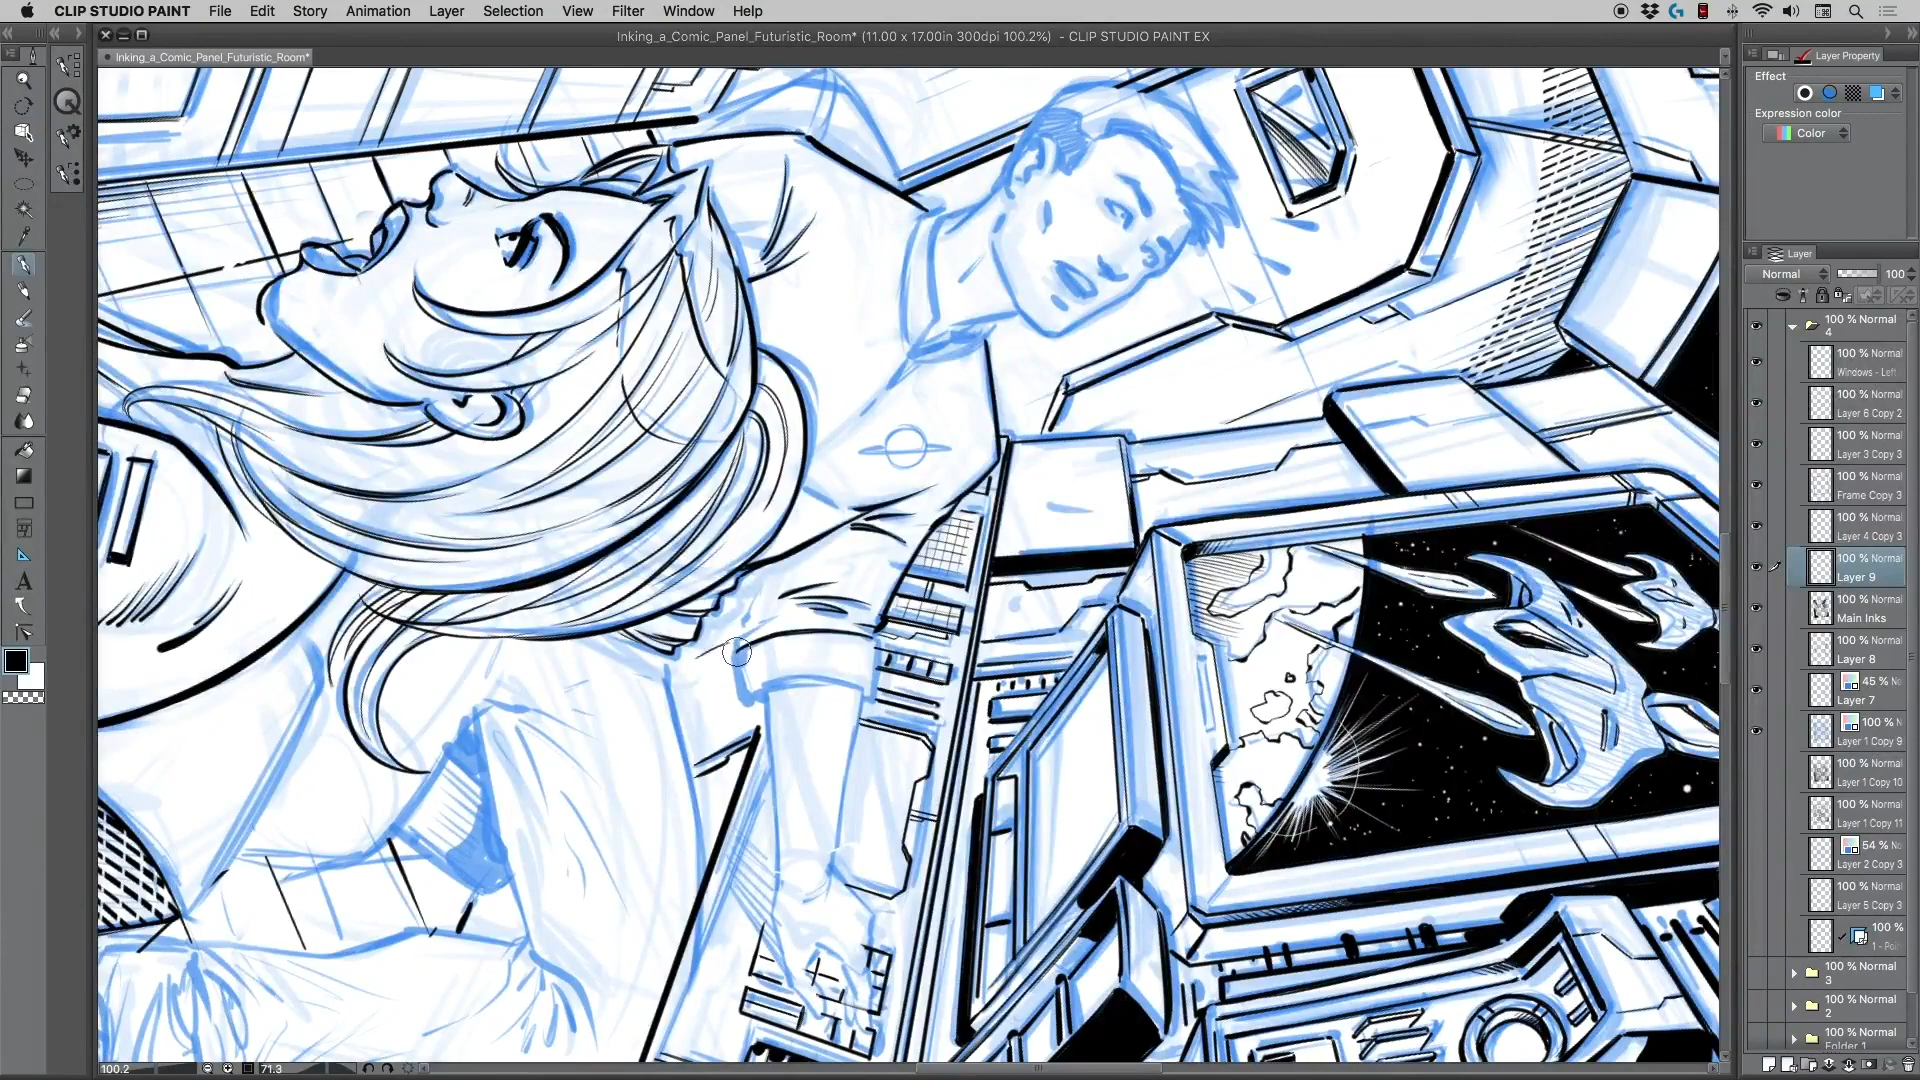 CLIP STUDIO PAINT File Edit Story Animation Layer Selection View Filter Window Help
Inking_a_Comic_Panel_Futuristic_Room* (11.00 x 17.00in 300dpi 100.2%) - CLIP STUDIO PAINT EX
Inking_a_Comic_Panel_Futuristic_Room*
Layer Property
Effect
Expression color
Color
Layer
Normal 100
100 % Normal
4
100 % Normal
Windows - Left
100 % Normal
Layer 6 Copy 2
100 % Normal
Layer 3 Copy 3
100 % Normal
Frame Copy 3
100 % Normal
Layer 4 Copy 3
100 % Normal
Layer 9
100 % Normal
Main Inks
100 % Normal
Layer 8
45 % No
Layer 7
100 % N
Layer 1 Copy 9
100 % Normal
Layer 1 Copy 10
100 % Normal
Layer 1 Copy 11
54 % No
Layer 2 Copy 3
100 % Normal
Layer 5 Copy 3
100 %
100 % Normal
3
100 % Normal
2
100 % Normal
Folder 1
100.2 71.3